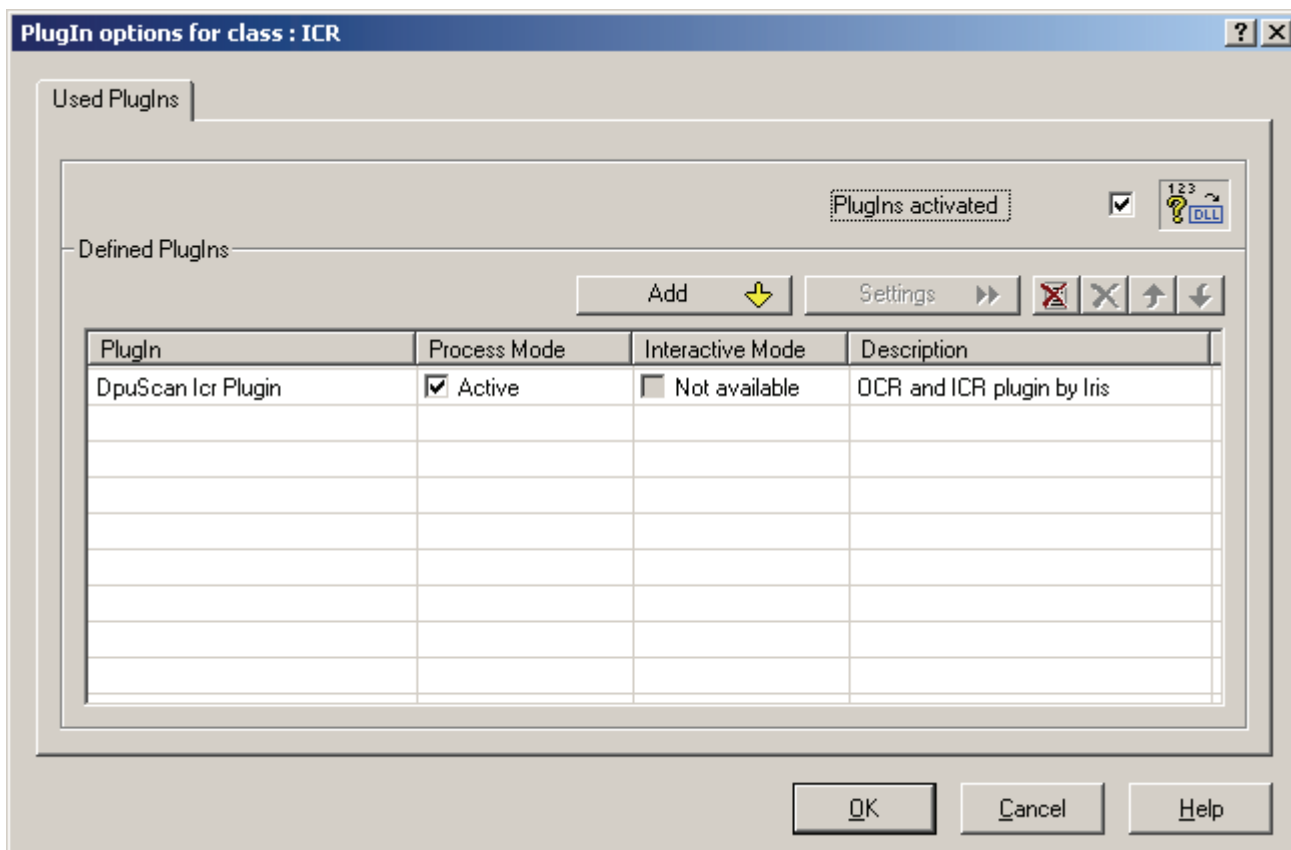 PlugIn options for class : ICR
Used PlugIns
PlugIns activated
123
DLL
Defined PlugIns
Add Settings
PlugIn Process Mode Interactive Mode Description
DpuScan Icr Plugin Active Not available OCR and ICR plugin by Iris
OK Cancel Help